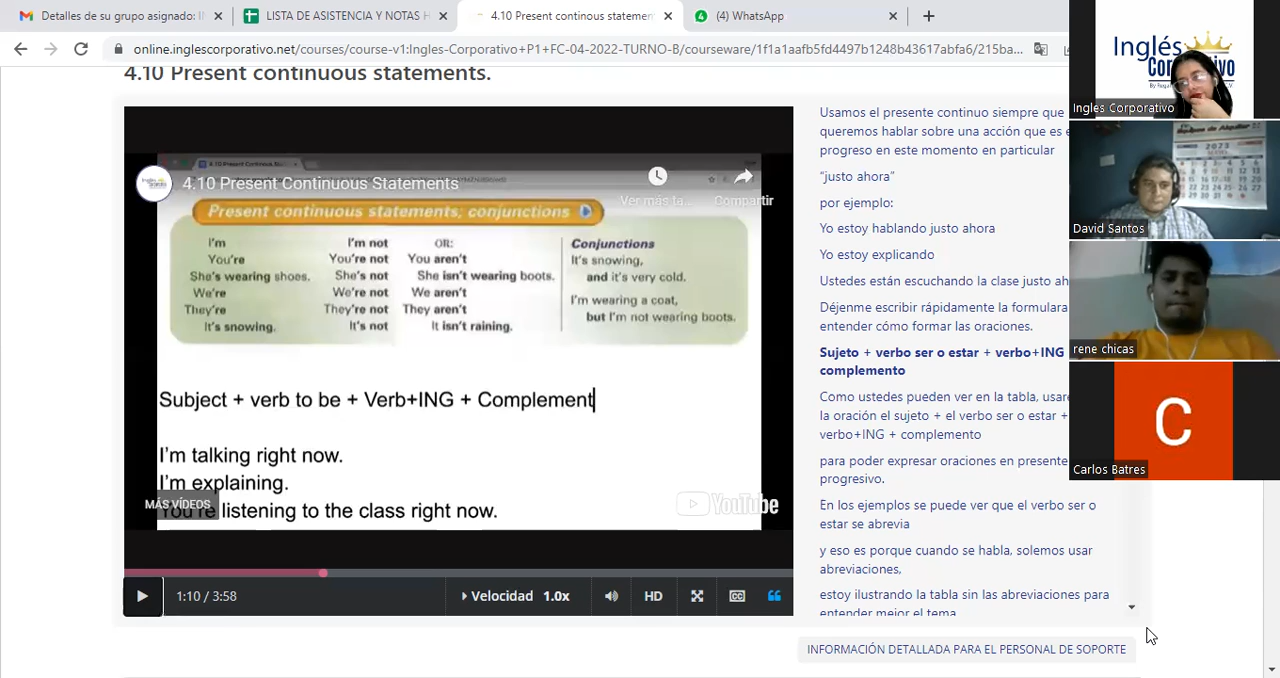 Detalles de su grupo asignado: I
LISTA DE ASISTENCIA Y NOTAS H
4.10 Present continous statemen
(4) WhatsApp
online.inglescorporativo.net/courses/course-v1:Ingles-Corporativo+P1+FC-04-2022-TURNO-B/courseware/1f1a1aafb5fd4497b1248b43617abfa6/215ba...
4.10 Present continuous statements.
4.10 Present Continuous Statements
Ver más ta...
Compartir
Present continuous statements; conjunctions
I'm
You're
She's wearing shoes.
We're
They're
It's snowing.
I'm not
You're not
She's not
We're not
They're not
It's not
OR:
You aren't
She isn't wearing boots.
We aren't
They aren't
It isn't raining.
Conjunctions
It's snowing,
and it's very cold.
I'm wearing a coat,
but I'm not wearing boots.
Subject + verb to be + Verb+ING + Complement
I'm talking right now.
I'm explaining.
You're listening to the class right now.
MÁS VÍDEOS
YouTube
1:10 / 3:58
Velocidad 1.0x
HD
CC
Usamos el presente continuo siempre que
queremos hablar sobre una acción que es e
progreso en este momento en particular
"justo ahora"
por ejemplo:
Yo estoy hablando justo ahora
Yo estoy explicando
Ustedes están escuchando la clase justo ah
Déjenme escribir rápidamente la formulara
entender cómo formar las oraciones.
Sujeto + verbo ser o estar + verbo+ING
complemento
Como ustedes pueden ver en la tabla, usare
la oración el sujeto + el verbo ser o estar +
verbo+ING + complemento
para poder expresar oraciones en presente
progresivo.
En los ejemplos se puede ver que el verbo ser o
estar se abrevia
y eso es porque cuando se habla, solemos usar
abreviaciones,
estoy ilustrando la tabla sin las abreviaciones para
entender mejor el tema
INFORMACIÓN DETALLADA PARA EL PERSONAL DE SOPORTE
Inglés
Corporativo
Ingles Corporativo
2023
David Santos
rene chicas
C
Carlos Batres